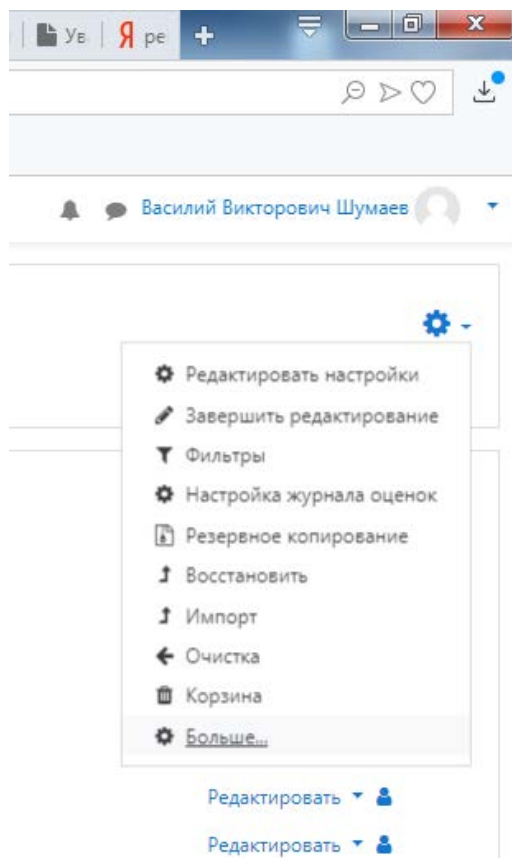 Ув
Я ре
Василий Викторович Шумаев
Редактировать настройки
Завершить редактирование
Фильтры
Настройка журнала оценок
Резервное копирование
Восстановить
Импорт
Очистка
Корзина
Больше...
Редактировать
Редактировать